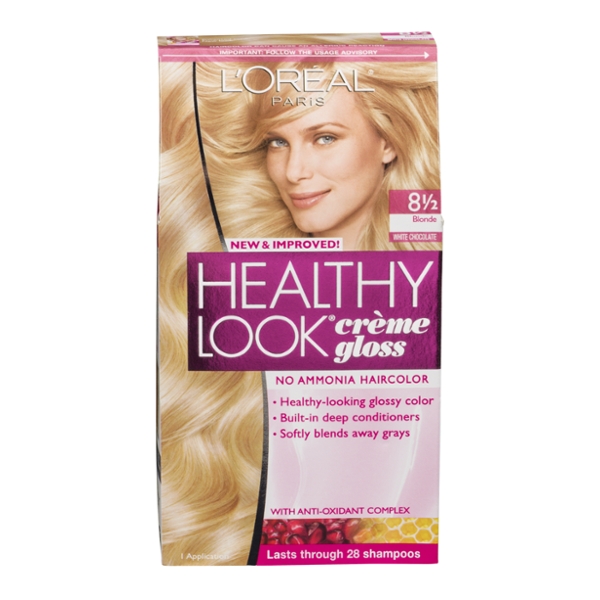 IMPORTANT: FOLLOW THE USAGE ADVISORY
L'ORÉAL
PARIS
8½
Blonde
WHITE CHOCOLATE
NEW & IMPROVED!
HEALTHY
LOOK® crème
gloss
NO AMMONIA HAIRCOLOR
• Healthy-looking glossy color
• Built-in deep conditioners
• Softly blends away grays
WITH ANTI-OXIDANT COMPLEX
1 Application
Lasts through 28 shampoos